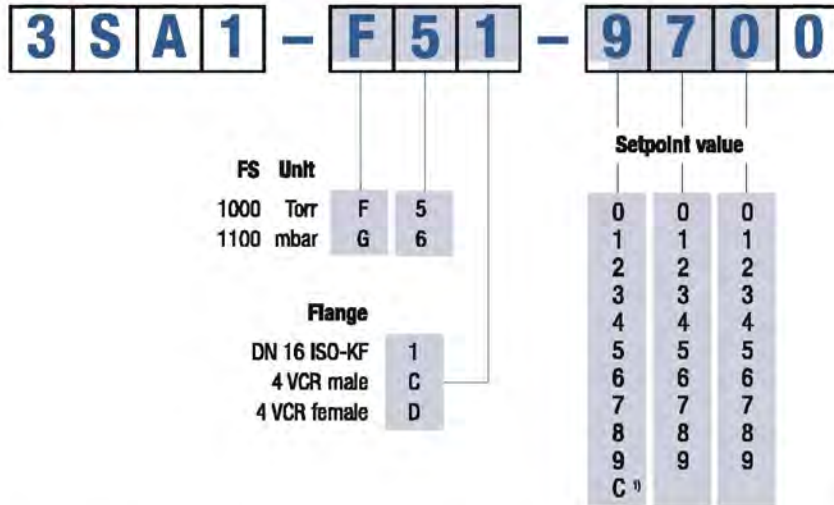 3SA1-F51-9700
Setpoint value
FS Unit
1000 Torr F 5
1100 mbar G 6
Flange
DN 16 ISO-KF 1
4 VCR male C
4 VCR female D
0 0 0
1 1 1
2 2 2
3 3 3
4 4 4
5 5 5
6 6 6
7 7 7
8 8 8
9 9 9
C 1)